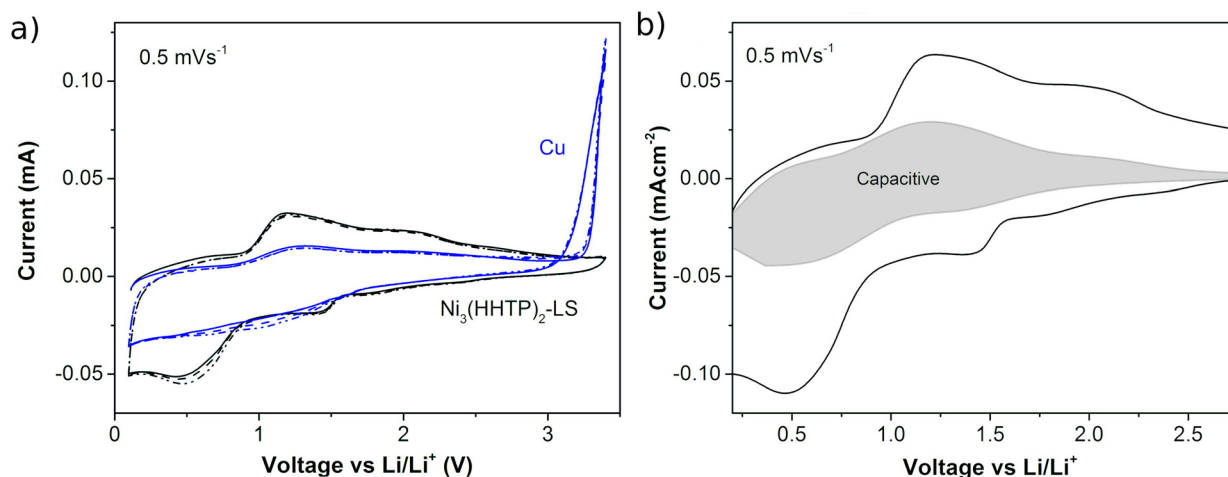 a)
0.5 mVs⁻¹
Cu
Ni₃(HHTP)₂-LS
0.10
0.05
0.00
-0.05
Current (mA)
0
1
2
3
Voltage vs Li/Li⁺ (V)
b)
0.5 mVs⁻¹
Capacitive
0.05
0.00
-0.05
-0.10
Current (mAcm⁻²)
0.5
1.0
1.5
2.0
2.5
Voltage vs Li/Li⁺